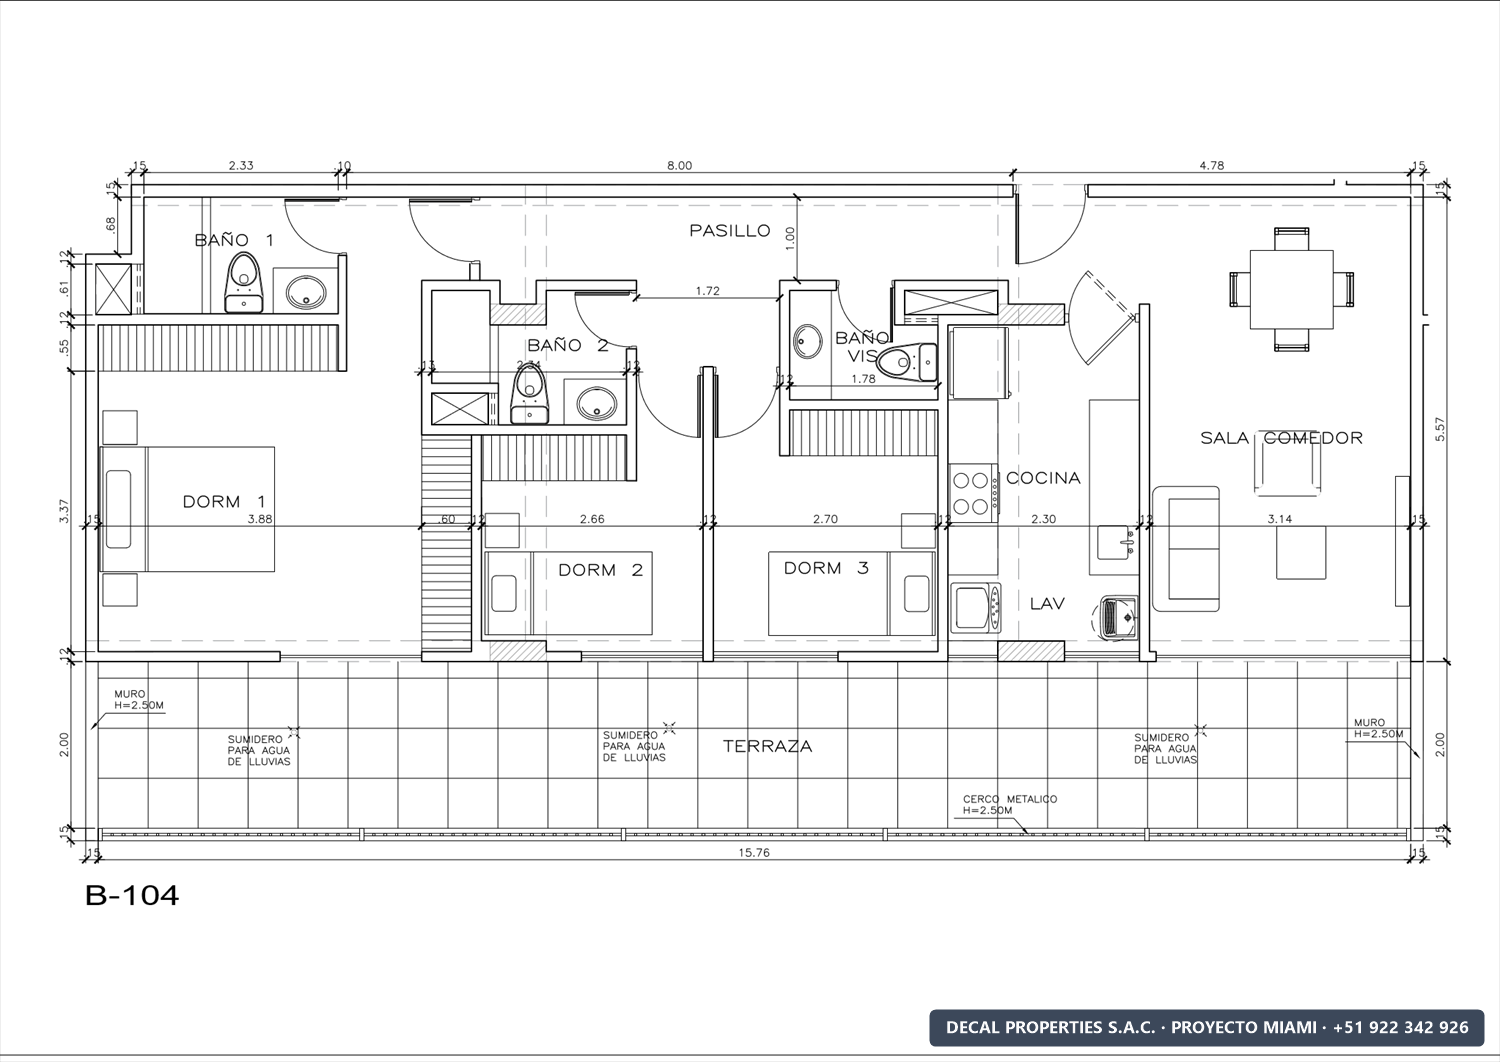 .15 2.33 .10 8.00 4.78 .15
.15 .15
.68
BAÑO 1
PASILLO
1.00
.12
.61
.12
1.72
.55
BAÑO 2
BAÑO
VIS
.13 2.34 .12
.12 1.78
5.57
SALA COMEDOR
COCINA
DORM 1
3.37
.15 3.88 .60 .12 2.66 .12 2.70 .12 2.30 .12 3.14 .15
DORM 2
DORM 3
LAV
.12
MURO
H=2.50M
SUMIDERO
PARA AGUA
DE LLUVIAS
SUMIDERO
PARA AGUA
DE LLUVIAS
TERRAZA
SUMIDERO
PARA AGUA
DE LLUVIAS
MURO
H=2.50M
2.00 2.00
CERCO METALICO
H=2.50M
.15 .15
.15 15.76 .15
B-104
DECAL PROPERTIES S.A.C. · PROYECTO MIAMI · +51 922 342 926